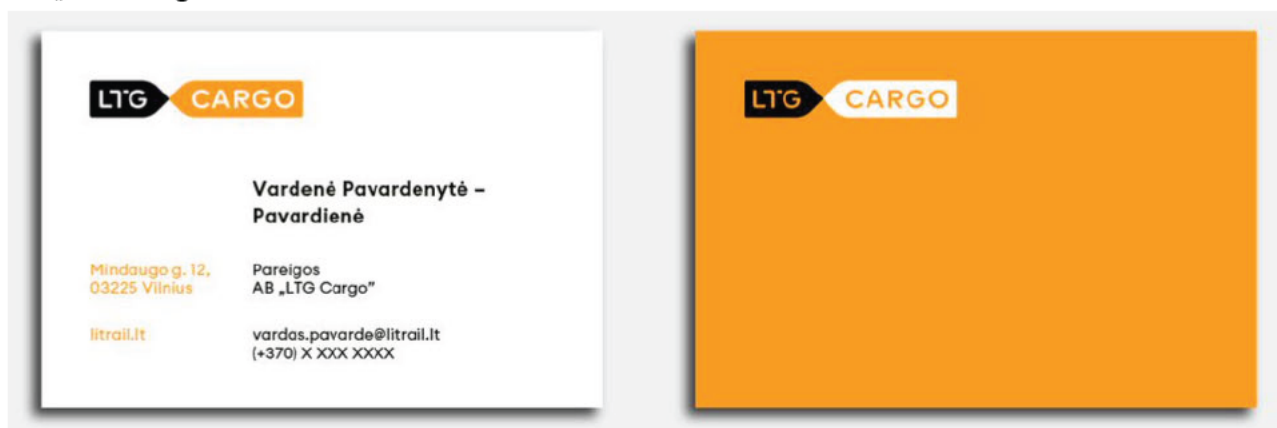 LTG CARGO
Vardenė Pavardenytė –
Pavardienė
Mindaugo g. 12,
03225 Vilnius
Pareigos
AB „LTG Cargo”
litrail.lt
vardas.pavarde@litrail.lt
(+370) X XXX XXXX
LTG CARGO